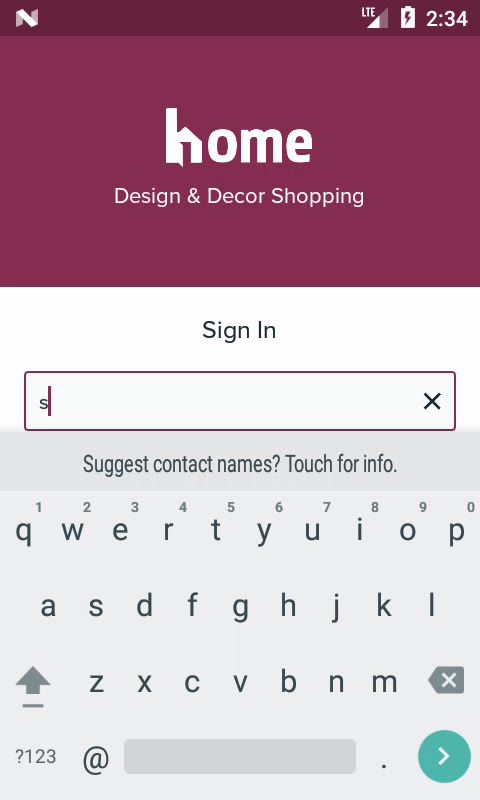 LTE 2:34
home
Design & Decor Shopping
Sign In
s
Suggest contact names? Touch for info.
1 2 3 4 5 6 7 8 9 0
q w e r t y u i o p
a s d f g h j k l
z x c v b n m
?123 @ .